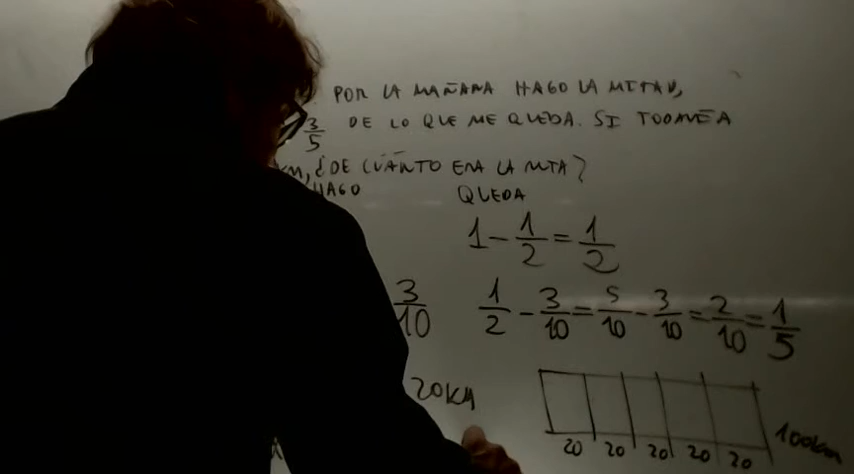 POR LA MAÑANA HAGO LA MITAD,
3/5 DE LO QUE ME QUEDA. SI TODAVÍA
KM, ¿DE CUÁNTO ERA LA RUTA?
HAGO QUEDA
1 - 1/2 = 1/2
3/10 1/2 - 3/10 = 5/10 - 3/10 = 2/10 = 1/5
20KM
100km
20 20 20 20 20